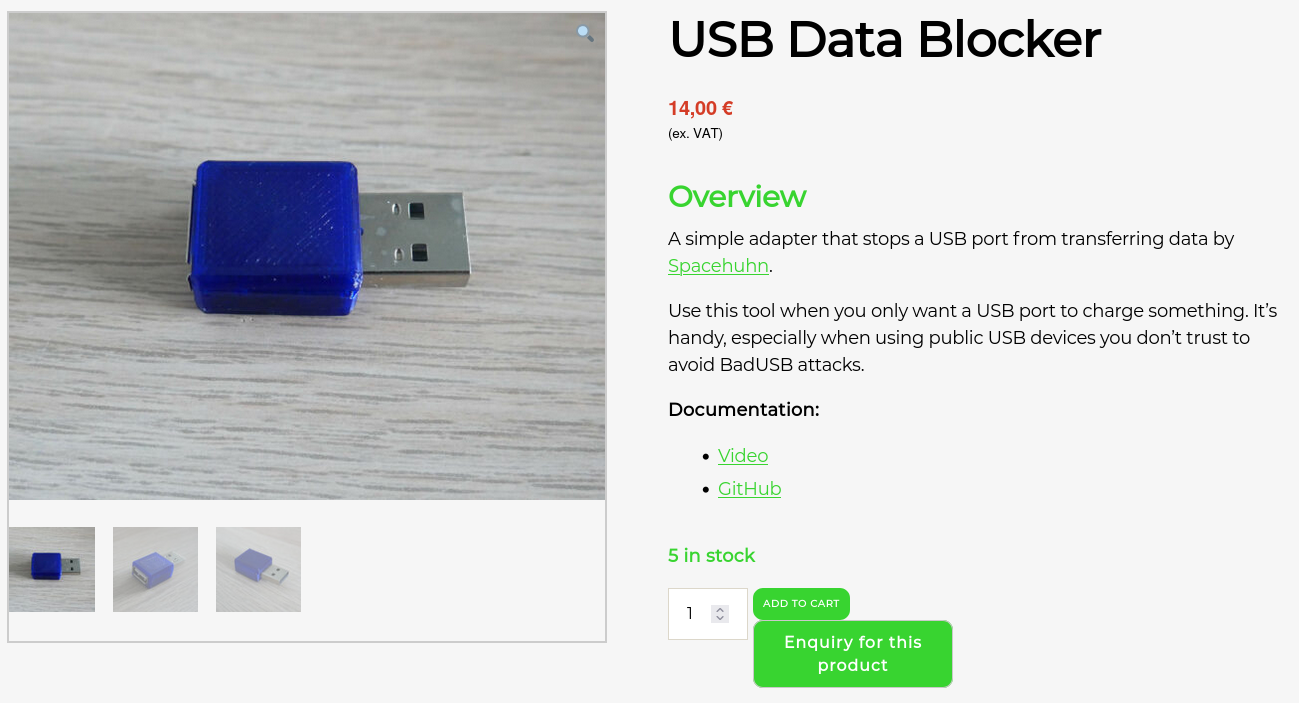 USB Data Blocker
14,00 €
(ex. VAT)
Overview
A simple adapter that stops a USB port from transferring data by
Spacehuhn.
Use this tool when you only want a USB port to charge something. It’s
handy, especially when using public USB devices you don’t trust to
avoid BadUSB attacks.
Documentation:
• Video
• GitHub
5 in stock
1
ADD TO CART
Enquiry for this
product